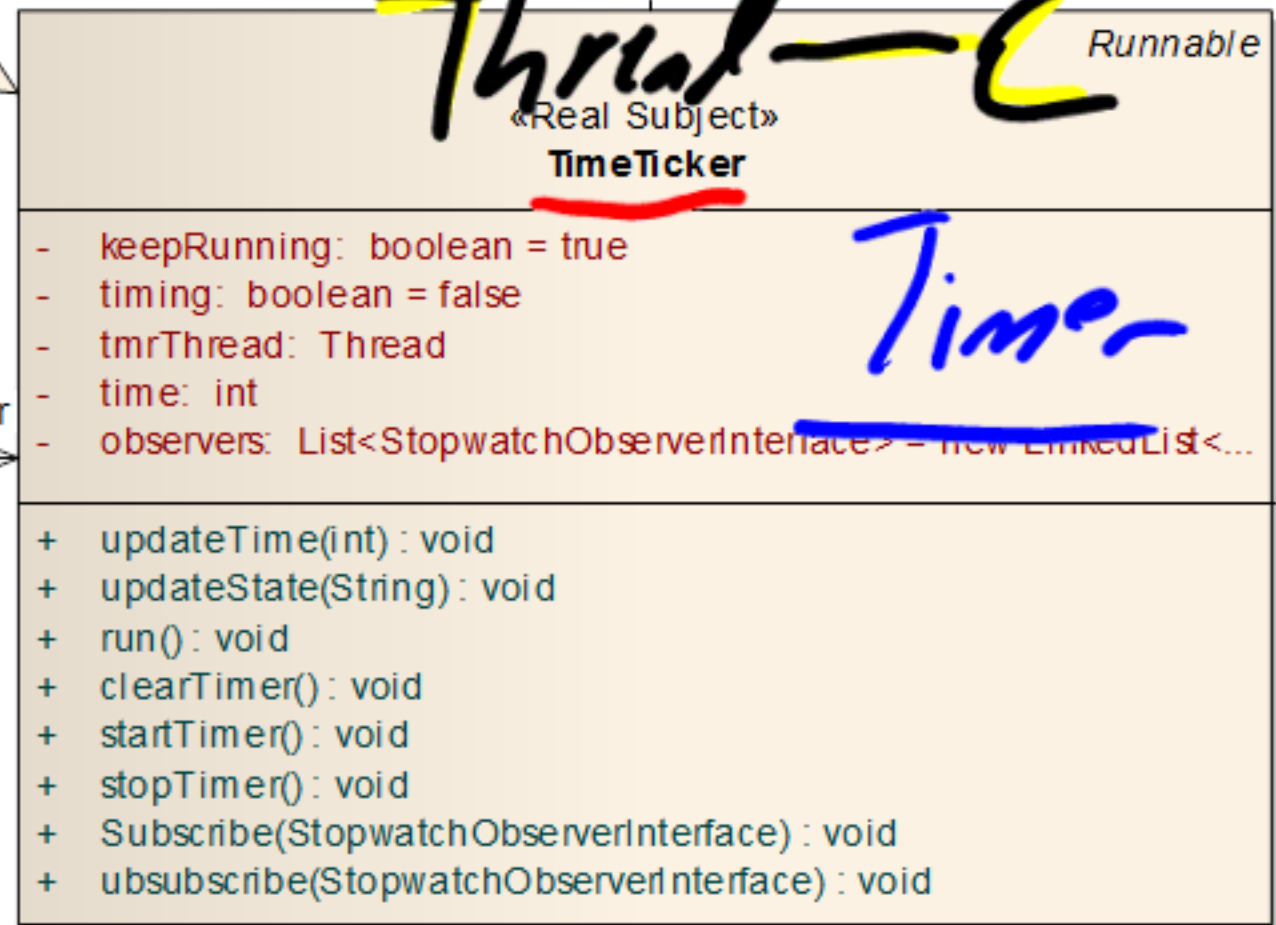 Thread-C
Runnable
«Real Subject»
TimeTicker
- keepRunning: boolean = true
- timing: boolean = false
- tmrThread: Thread
- time: int
- observers: List<StopwatchObserverInterface> = new LinkedList<...
Timer
+ updateTime(int) : void
+ updateState(String) : void
+ run() : void
+ clearTimer() : void
+ startTimer() : void
+ stopTimer() : void
+ Subscribe(StopwatchObserverInterface) : void
+ ubsubscribe(StopwatchObserverInterface) : void